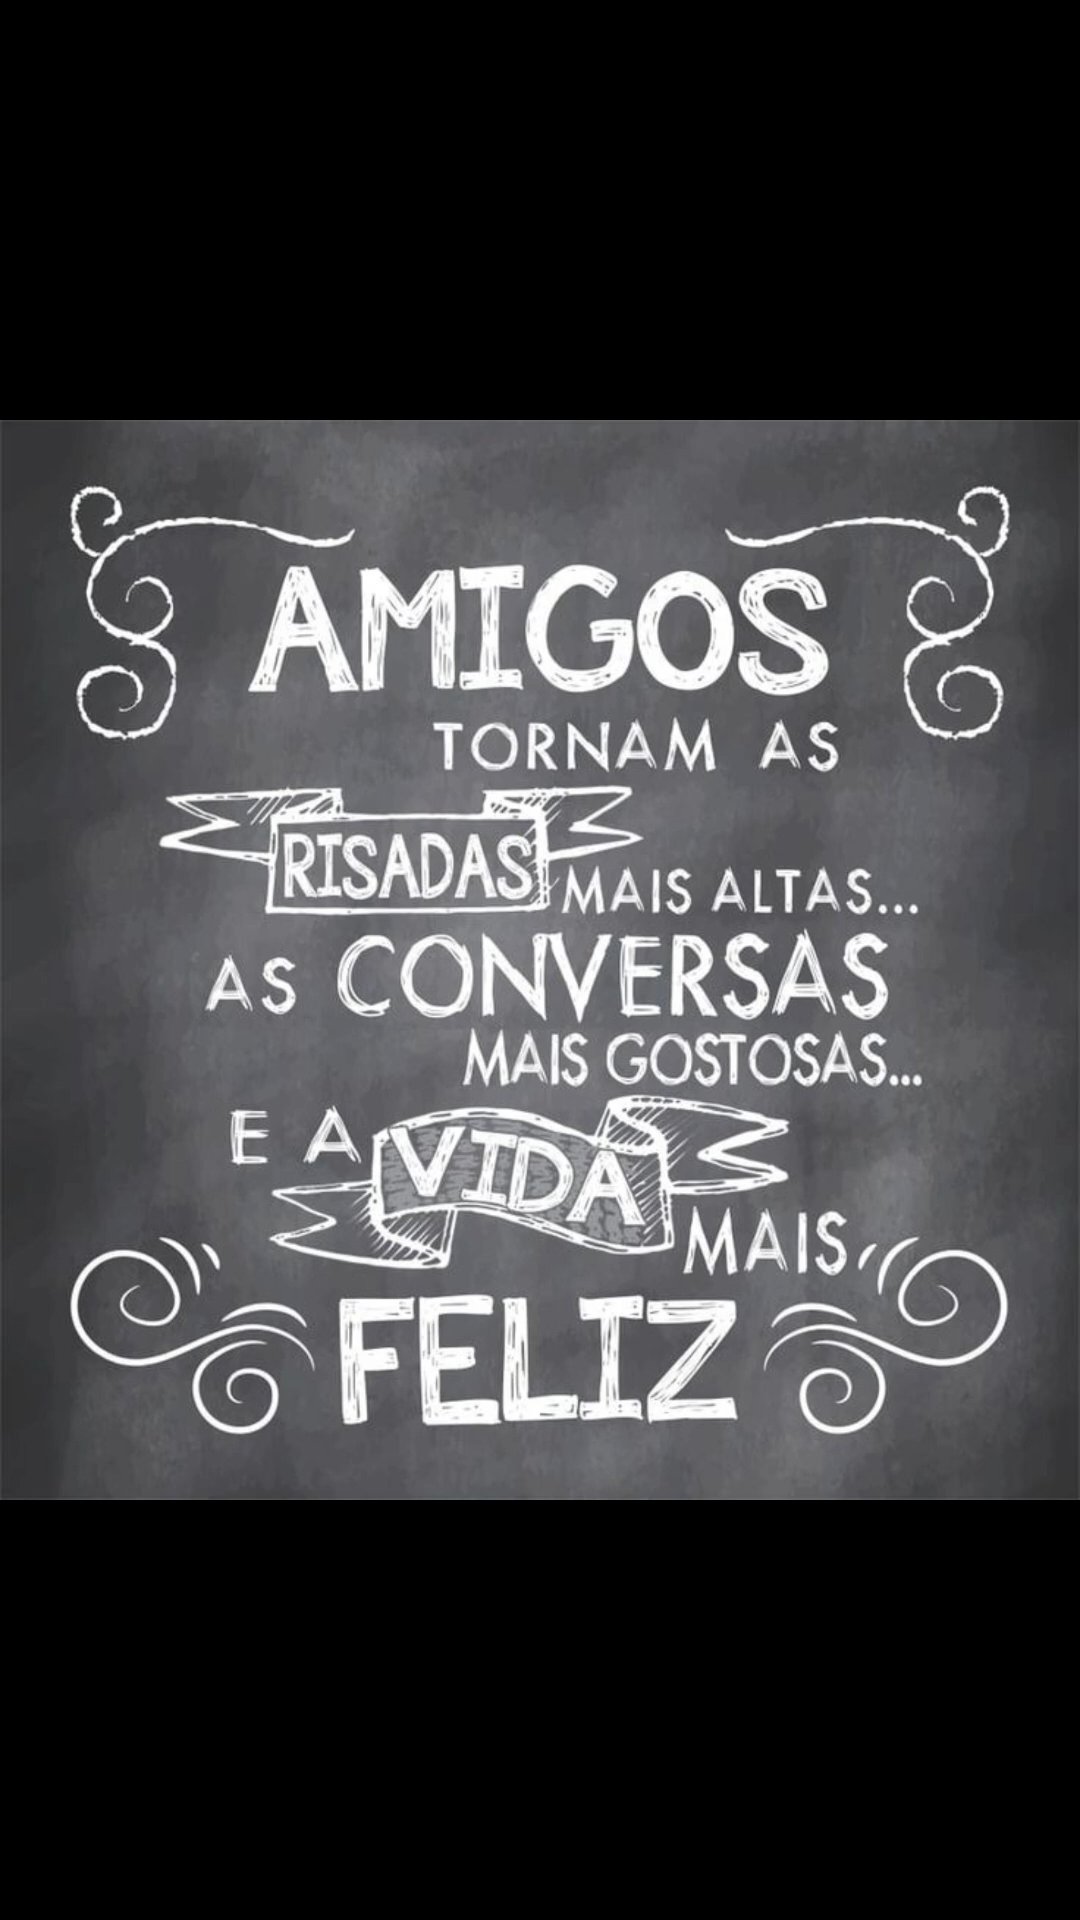 AMIGOS
TORNAM AS
RISADAS MAIS ALTAS...
AS CONVERSAS
MAIS GOSTOSAS...
E A VIDA MAIS
FELIZ